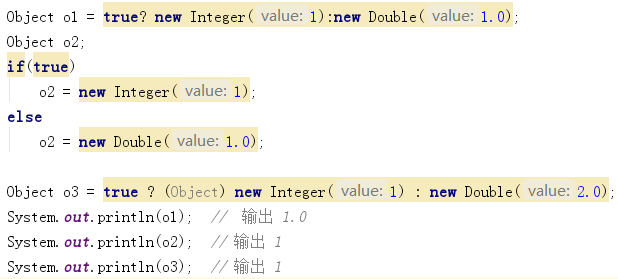 Object o1 = true? new Integer( value: 1):new Double( value: 1.0);
Object o2;
if(true)
    o2 = new Integer( value: 1);
else
    o2 = new Double( value: 1.0);
Object o3 = true ? (Object) new Integer( value: 1) : new Double( value: 2.0);
System.out.println(o1);  // 输出 1.0
System.out.println(o2);  //输出 1
System.out.println(o3);  //输出 1